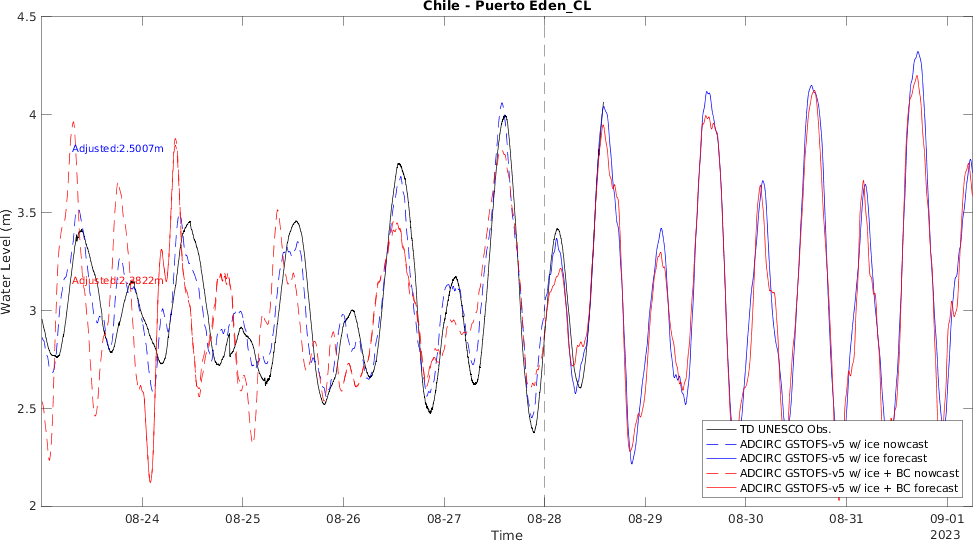 Chile - Puerto Eden_CL
4.5
4
3.5
3
2.5
2
Water Level (m)
Adjusted:2.5007m
Adjusted:2.3822m
TD UNESCO Obs.
ADCIRC GSTOFS-v5 w/ ice nowcast
ADCIRC GSTOFS-v5 w/ ice forecast
ADCIRC GSTOFS-v5 w/ ice + BC nowcast
ADCIRC GSTOFS-v5 w/ ice + BC forecast
08-24 08-25 08-26 08-27 08-28 08-29 08-30 08-31 09-01
2023
Time